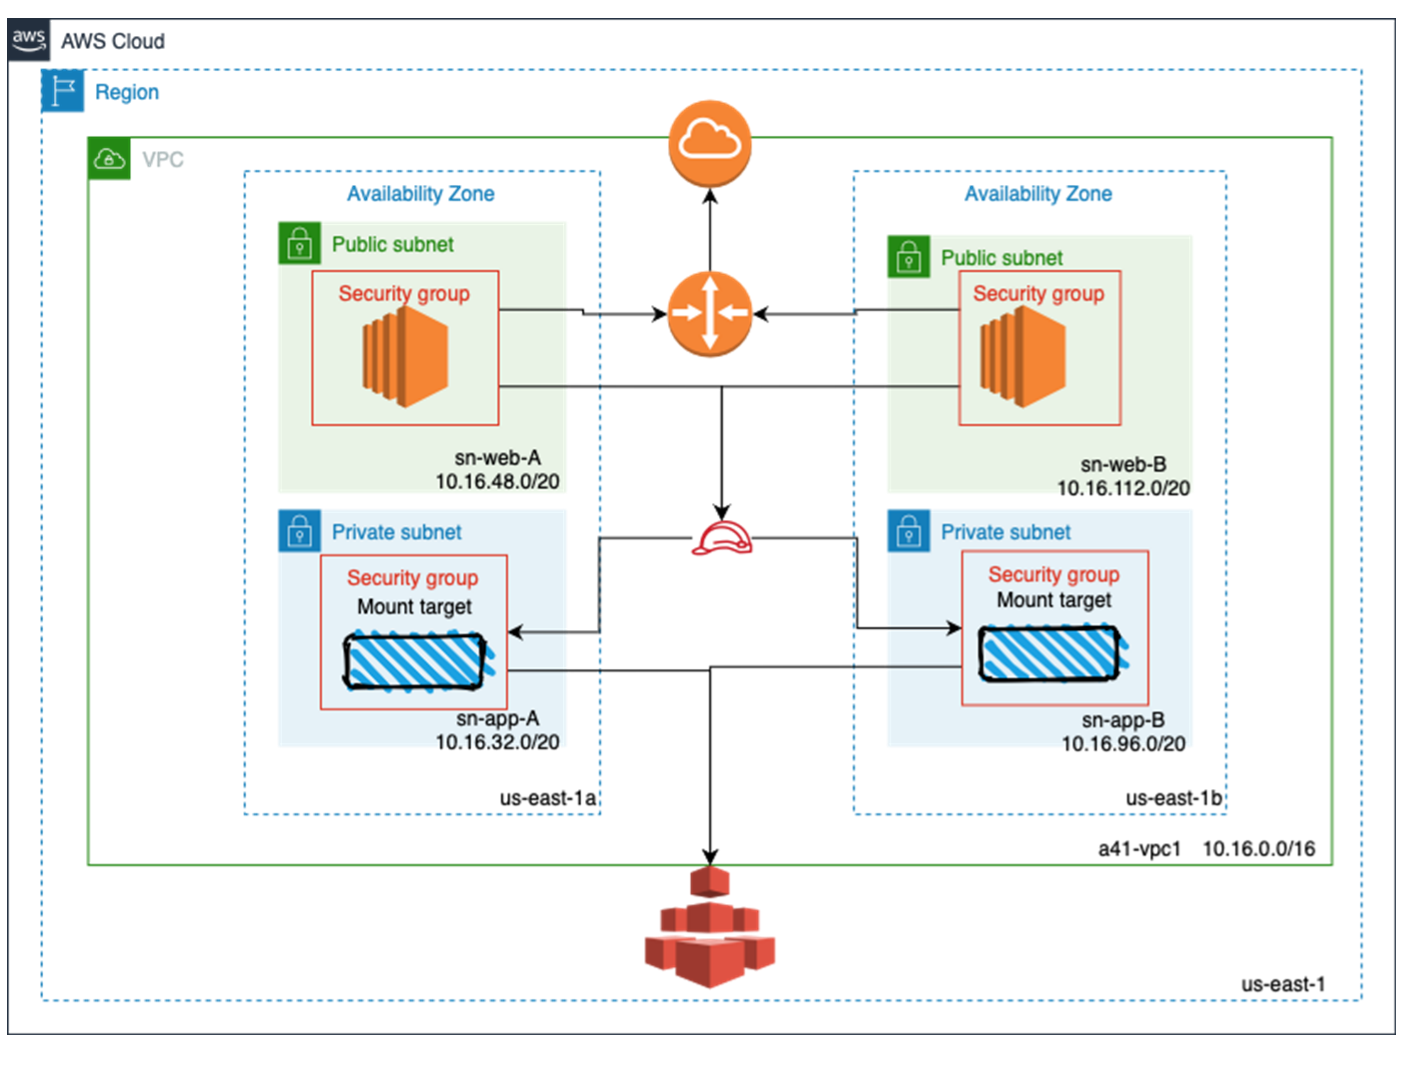 aws
AWS Cloud
Region
VPC
Availability Zone
Public subnet
Security group
sn-web-A
10.16.48.0/20
Private subnet
Security group
Mount target
sn-app-A
10.16.32.0/20
us-east-1a
Availability Zone
Public subnet
Security group
sn-web-B
10.16.112.0/20
Private subnet
Security group
Mount target
sn-app-B
10.16.96.0/20
us-east-1b
a41-vpc1 10.16.0.0/16
us-east-1